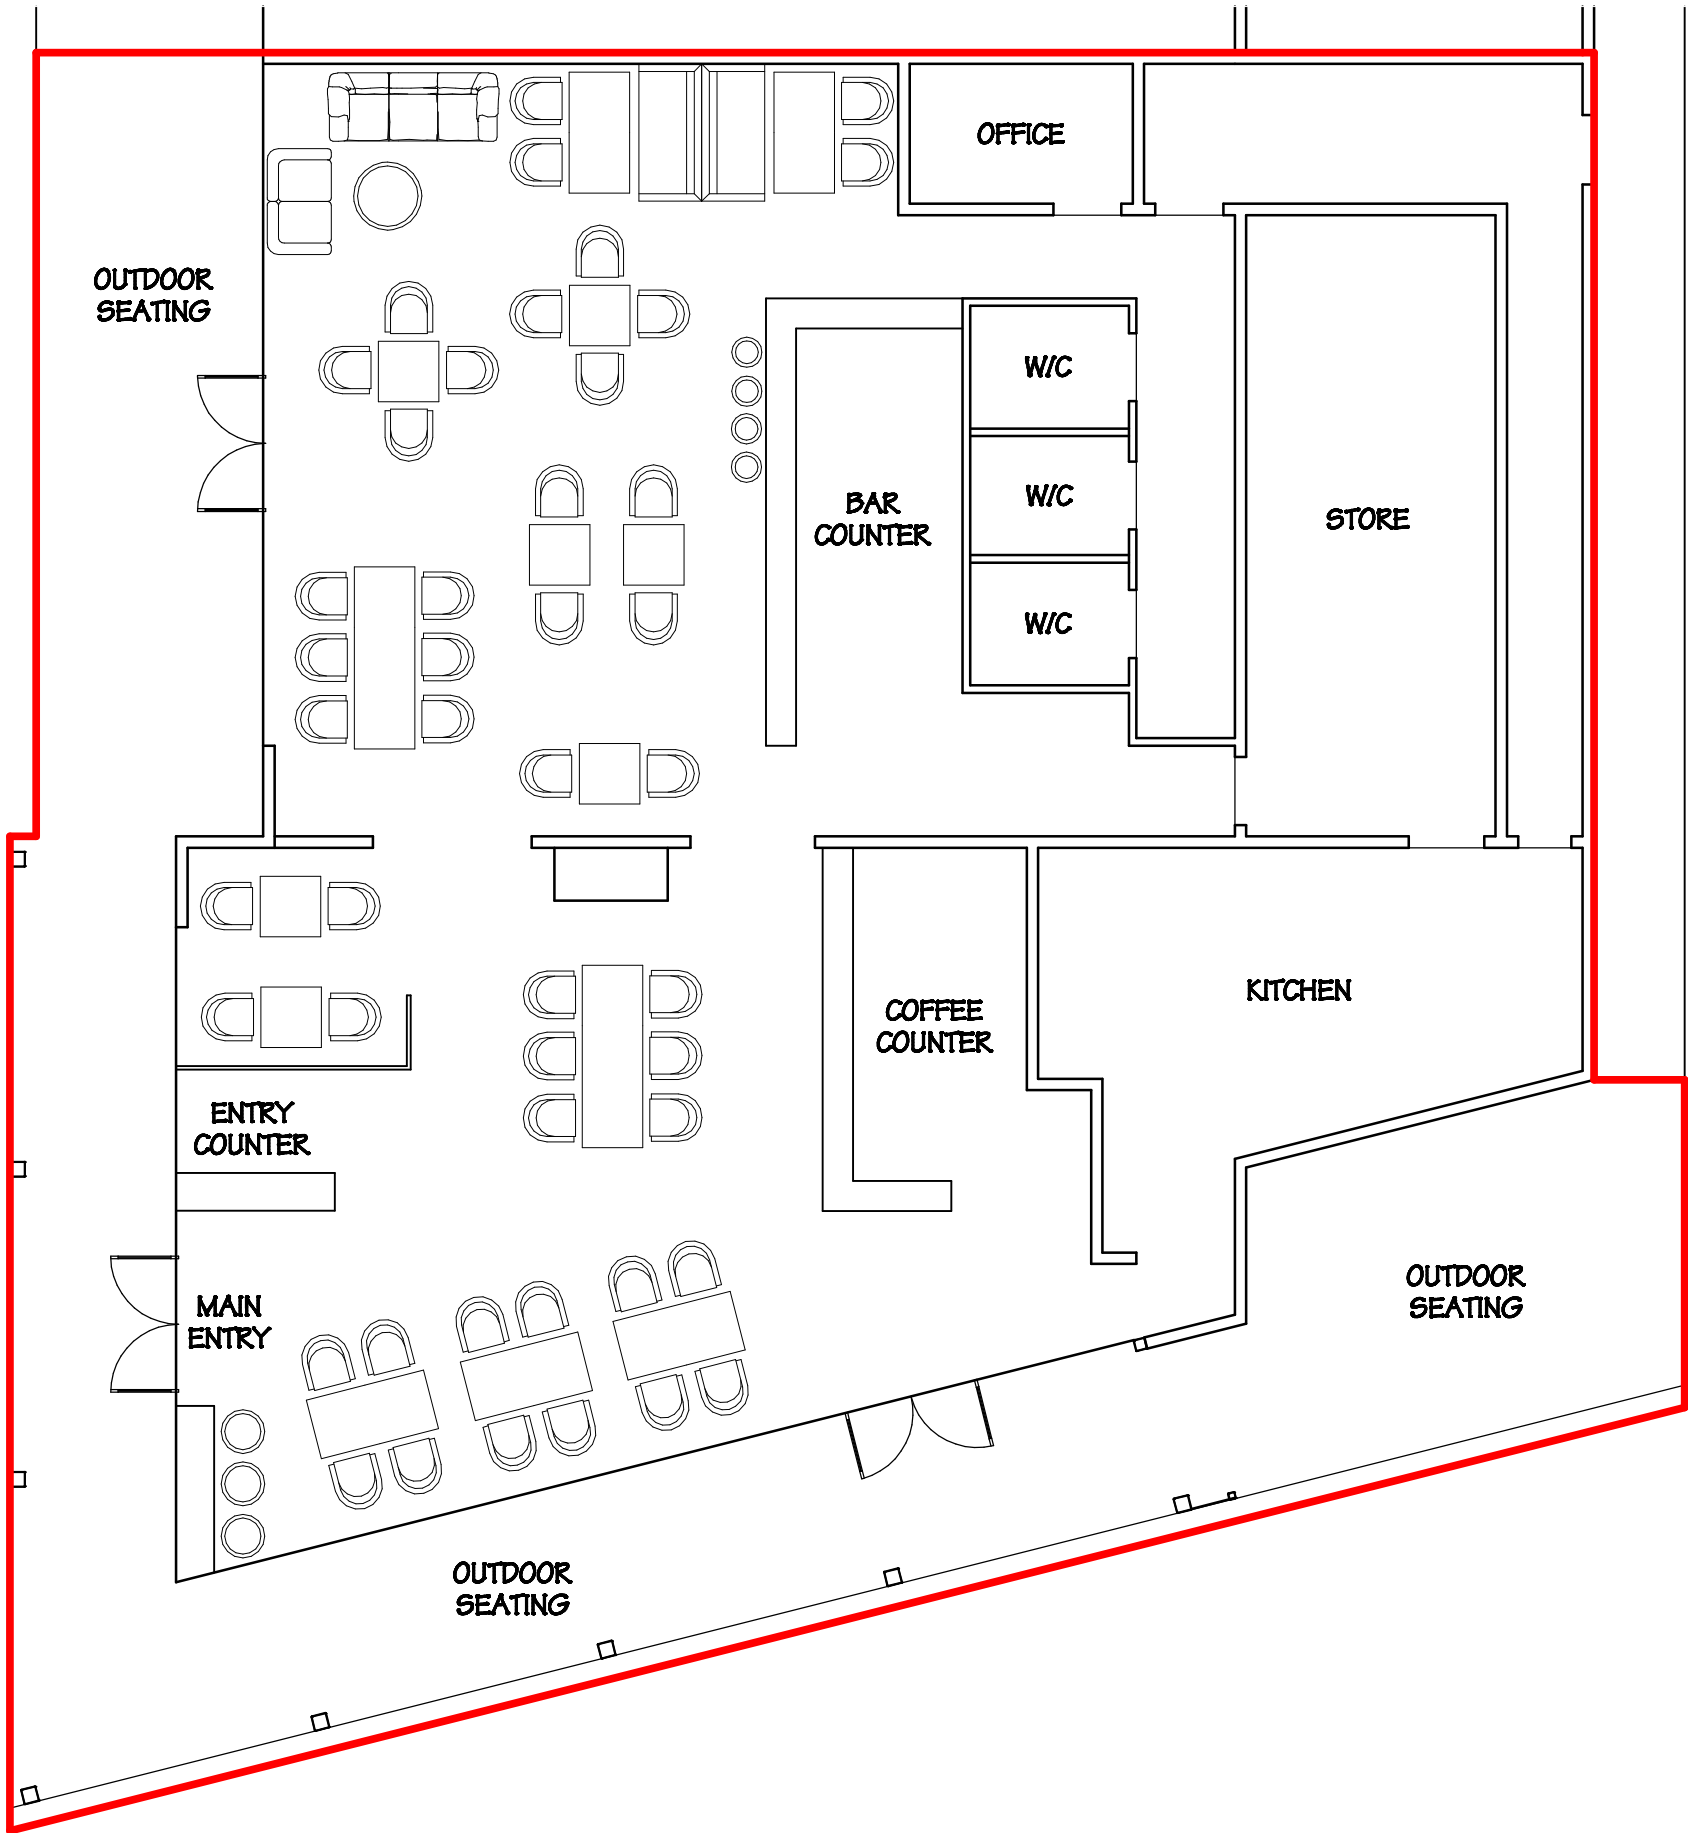 OFFICE
OUTDOOR
SEATING
W/C
BAR
COUNTER
W/C
STORE
W/C
KITCHEN
COFFEE
COUNTER
ENTRY
COUNTER
MAIN
ENTRY
OUTDOOR
SEATING
OUTDOOR
SEATING